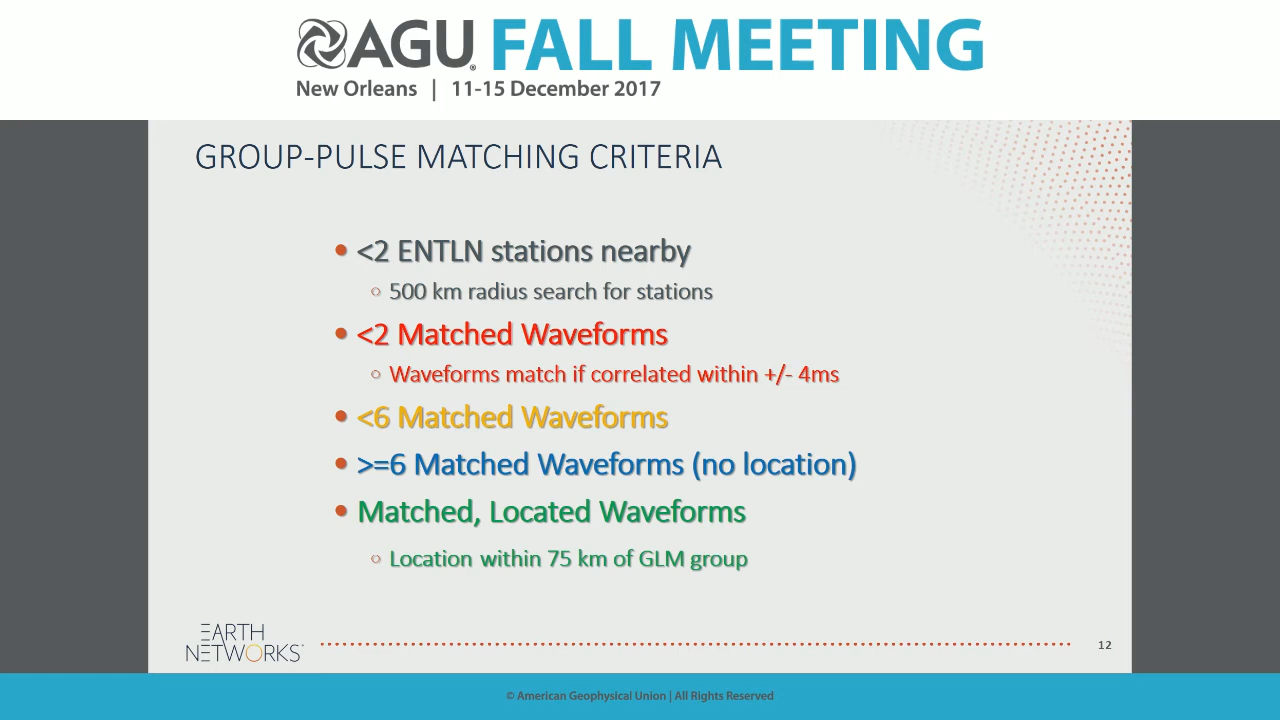 AGU FALL MEETING
New Orleans | 11-15 December 2017
GROUP-PULSE MATCHING CRITERIA
• <2 ENTLN stations nearby
○ 500 km radius search for stations
• <2 Matched Waveforms
○ Waveforms match if correlated within +/- 4ms
• <6 Matched Waveforms
• >=6 Matched Waveforms (no location)
• Matched, Located Waveforms
○ Location within 75 km of GLM group
EARTH
NETWORKS
12
© American Geophysical Union | All Rights Reserved